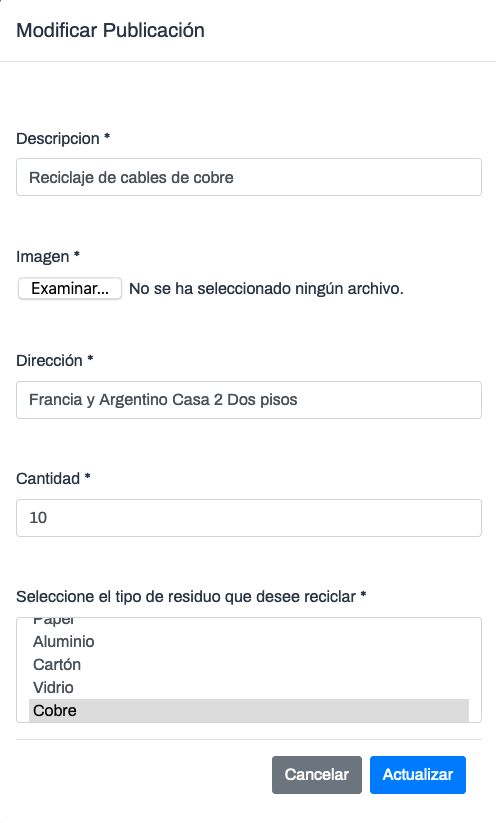 Modificar Publicación
Descripcion *
Reciclaje de cables de cobre
Imagen *
Examinar... No se ha seleccionado ningún archivo.
Dirección *
Francia y Argentino Casa 2 Dos pisos
Cantidad *
10
Seleccione el tipo de residuo que desee reciclar *
Papel
Aluminio
Cartón
Vidrio
Cobre
Cancelar Actualizar